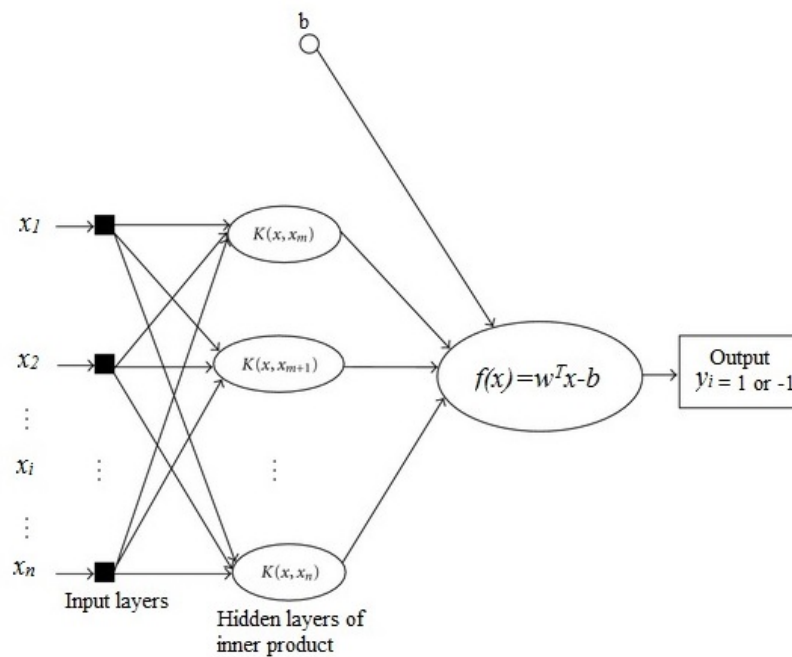 b
x1
K(x, xm)
x2
K(x, xm+1)
f(x)=wTx-b
Output
yi = 1 or -1
⋮
xi
⋮
⋮
⋮
xn
K(x, xn)
Input layers
Hidden layers of
inner product